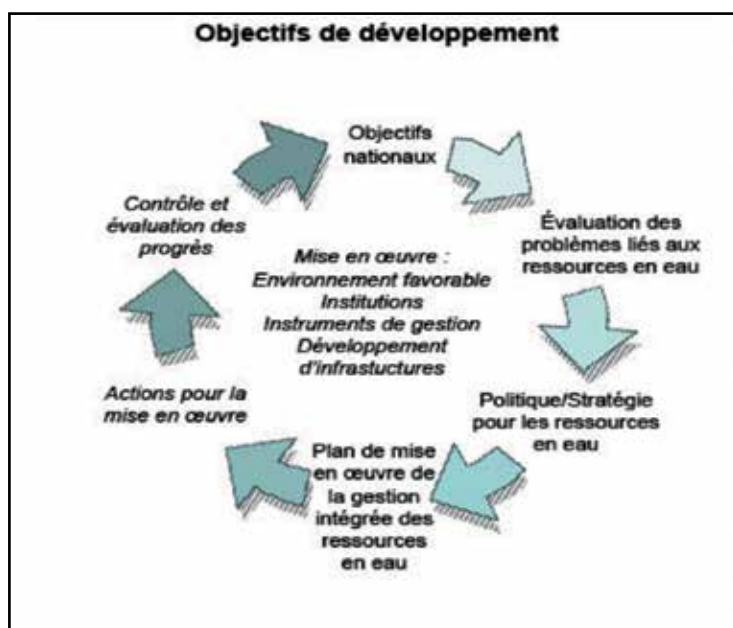 Objectifs de développement
Objectifs
nationaux
Évaluation des
problèmes liés aux
ressources en eau
Politique/Stratégie
pour les ressources
en eau
Plan de mise
en œuvre de
la gestion
intégrée des
ressources
en eau
Actions pour la
mise en œuvre
Contrôle et
évaluation des
progrès
Mise en œuvre :
Environnement favorable
Institutions
Instruments de gestion
Développement
d'infrastuctures